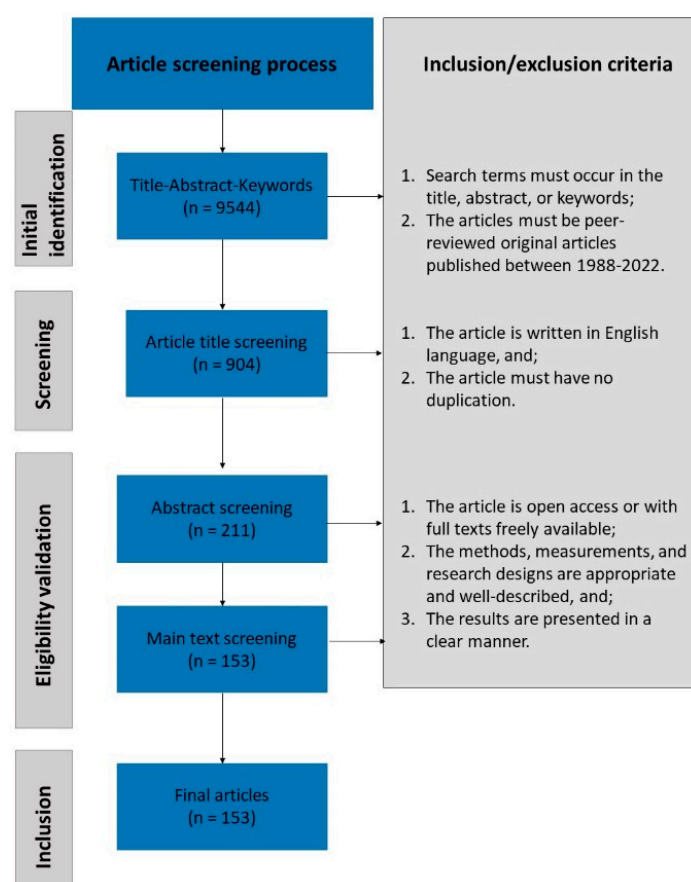 Article screening process
Inclusion/exclusion criteria
Initial
identification
Title-Abstract-Keywords
(n = 9544)
1. Search terms must occur in the
title, abstract, or keywords;
2. The articles must be peer-
reviewed original articles
published between 1988-2022.
Screening
Article title screening
(n = 904)
1. The article is written in English
language, and;
2. The article must have no
duplication.
Eligibility validation
Abstract screening
(n = 211)
1. The article is open access or with
full texts freely available;
2. The methods, measurements, and
research designs are appropriate
and well-described, and;
3. The results are presented in a
clear manner.
Main text screening
(n = 153)
Inclusion
Final articles
(n = 153)